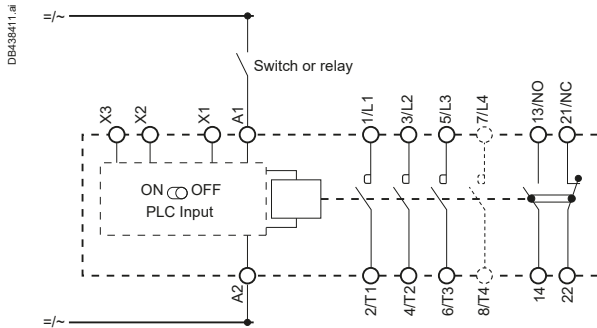 DB438411.ai
=/~
Switch or relay
X3
X2
X1
A1
1/L1
3/L2
5/L3
7/L4
13/NO
21/NC
ON OFF
PLC Input
A2
2/T1
4/T2
6/T3
8/T4
14
22
=/~